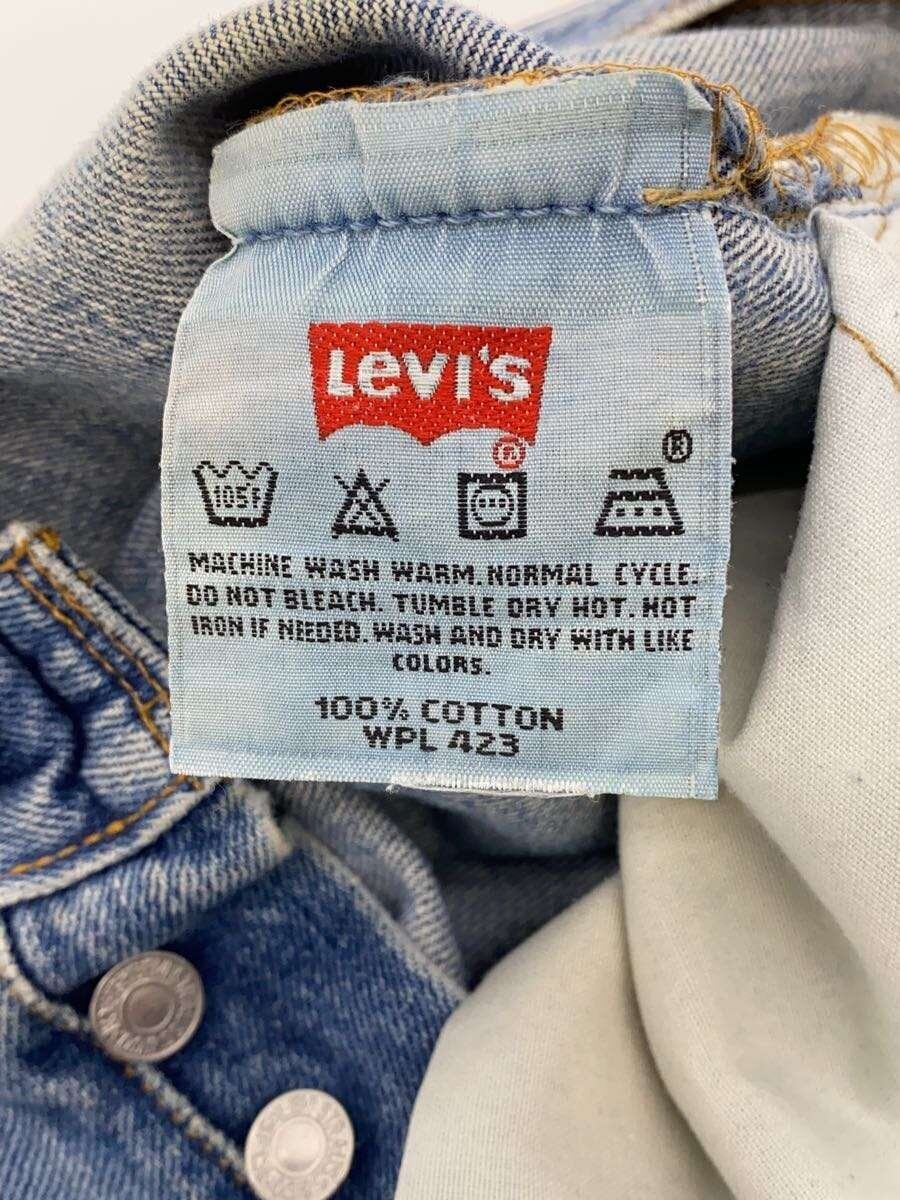 Levi's
®
®
105F
MACHINE WASH WARM. NORMAL CYCLE.
DO NOT BLEACH. TUMBLE DRY HOT. HOT
IRON IF NEEDED. WASH AND DRY WITH LIKE
COLORS.
100% COTTON
WPL 423